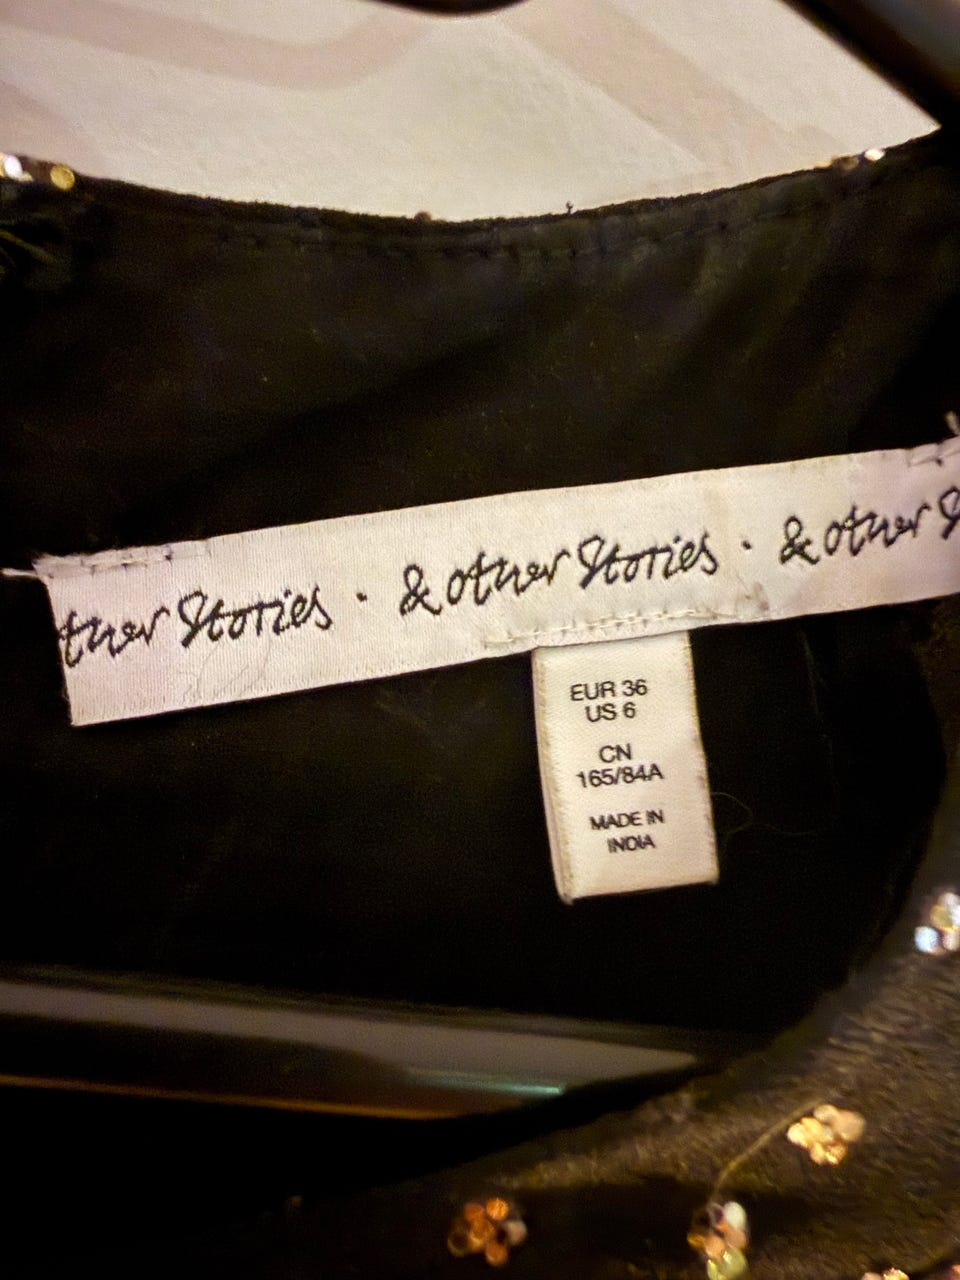 ther Stories · & other Stories · & other S
EUR 36
US 6
CN
165/84A
MADE IN
INDIA